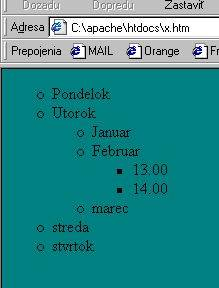 Dozadu Dopredu Zastaviť
Adresa C:\apache\htdocs\x.htm
Prepojenia MAIL Orange Fr
Pondelok
Utorok
Januar
Februar
13.00
14.00
marec
streda
stvrtok